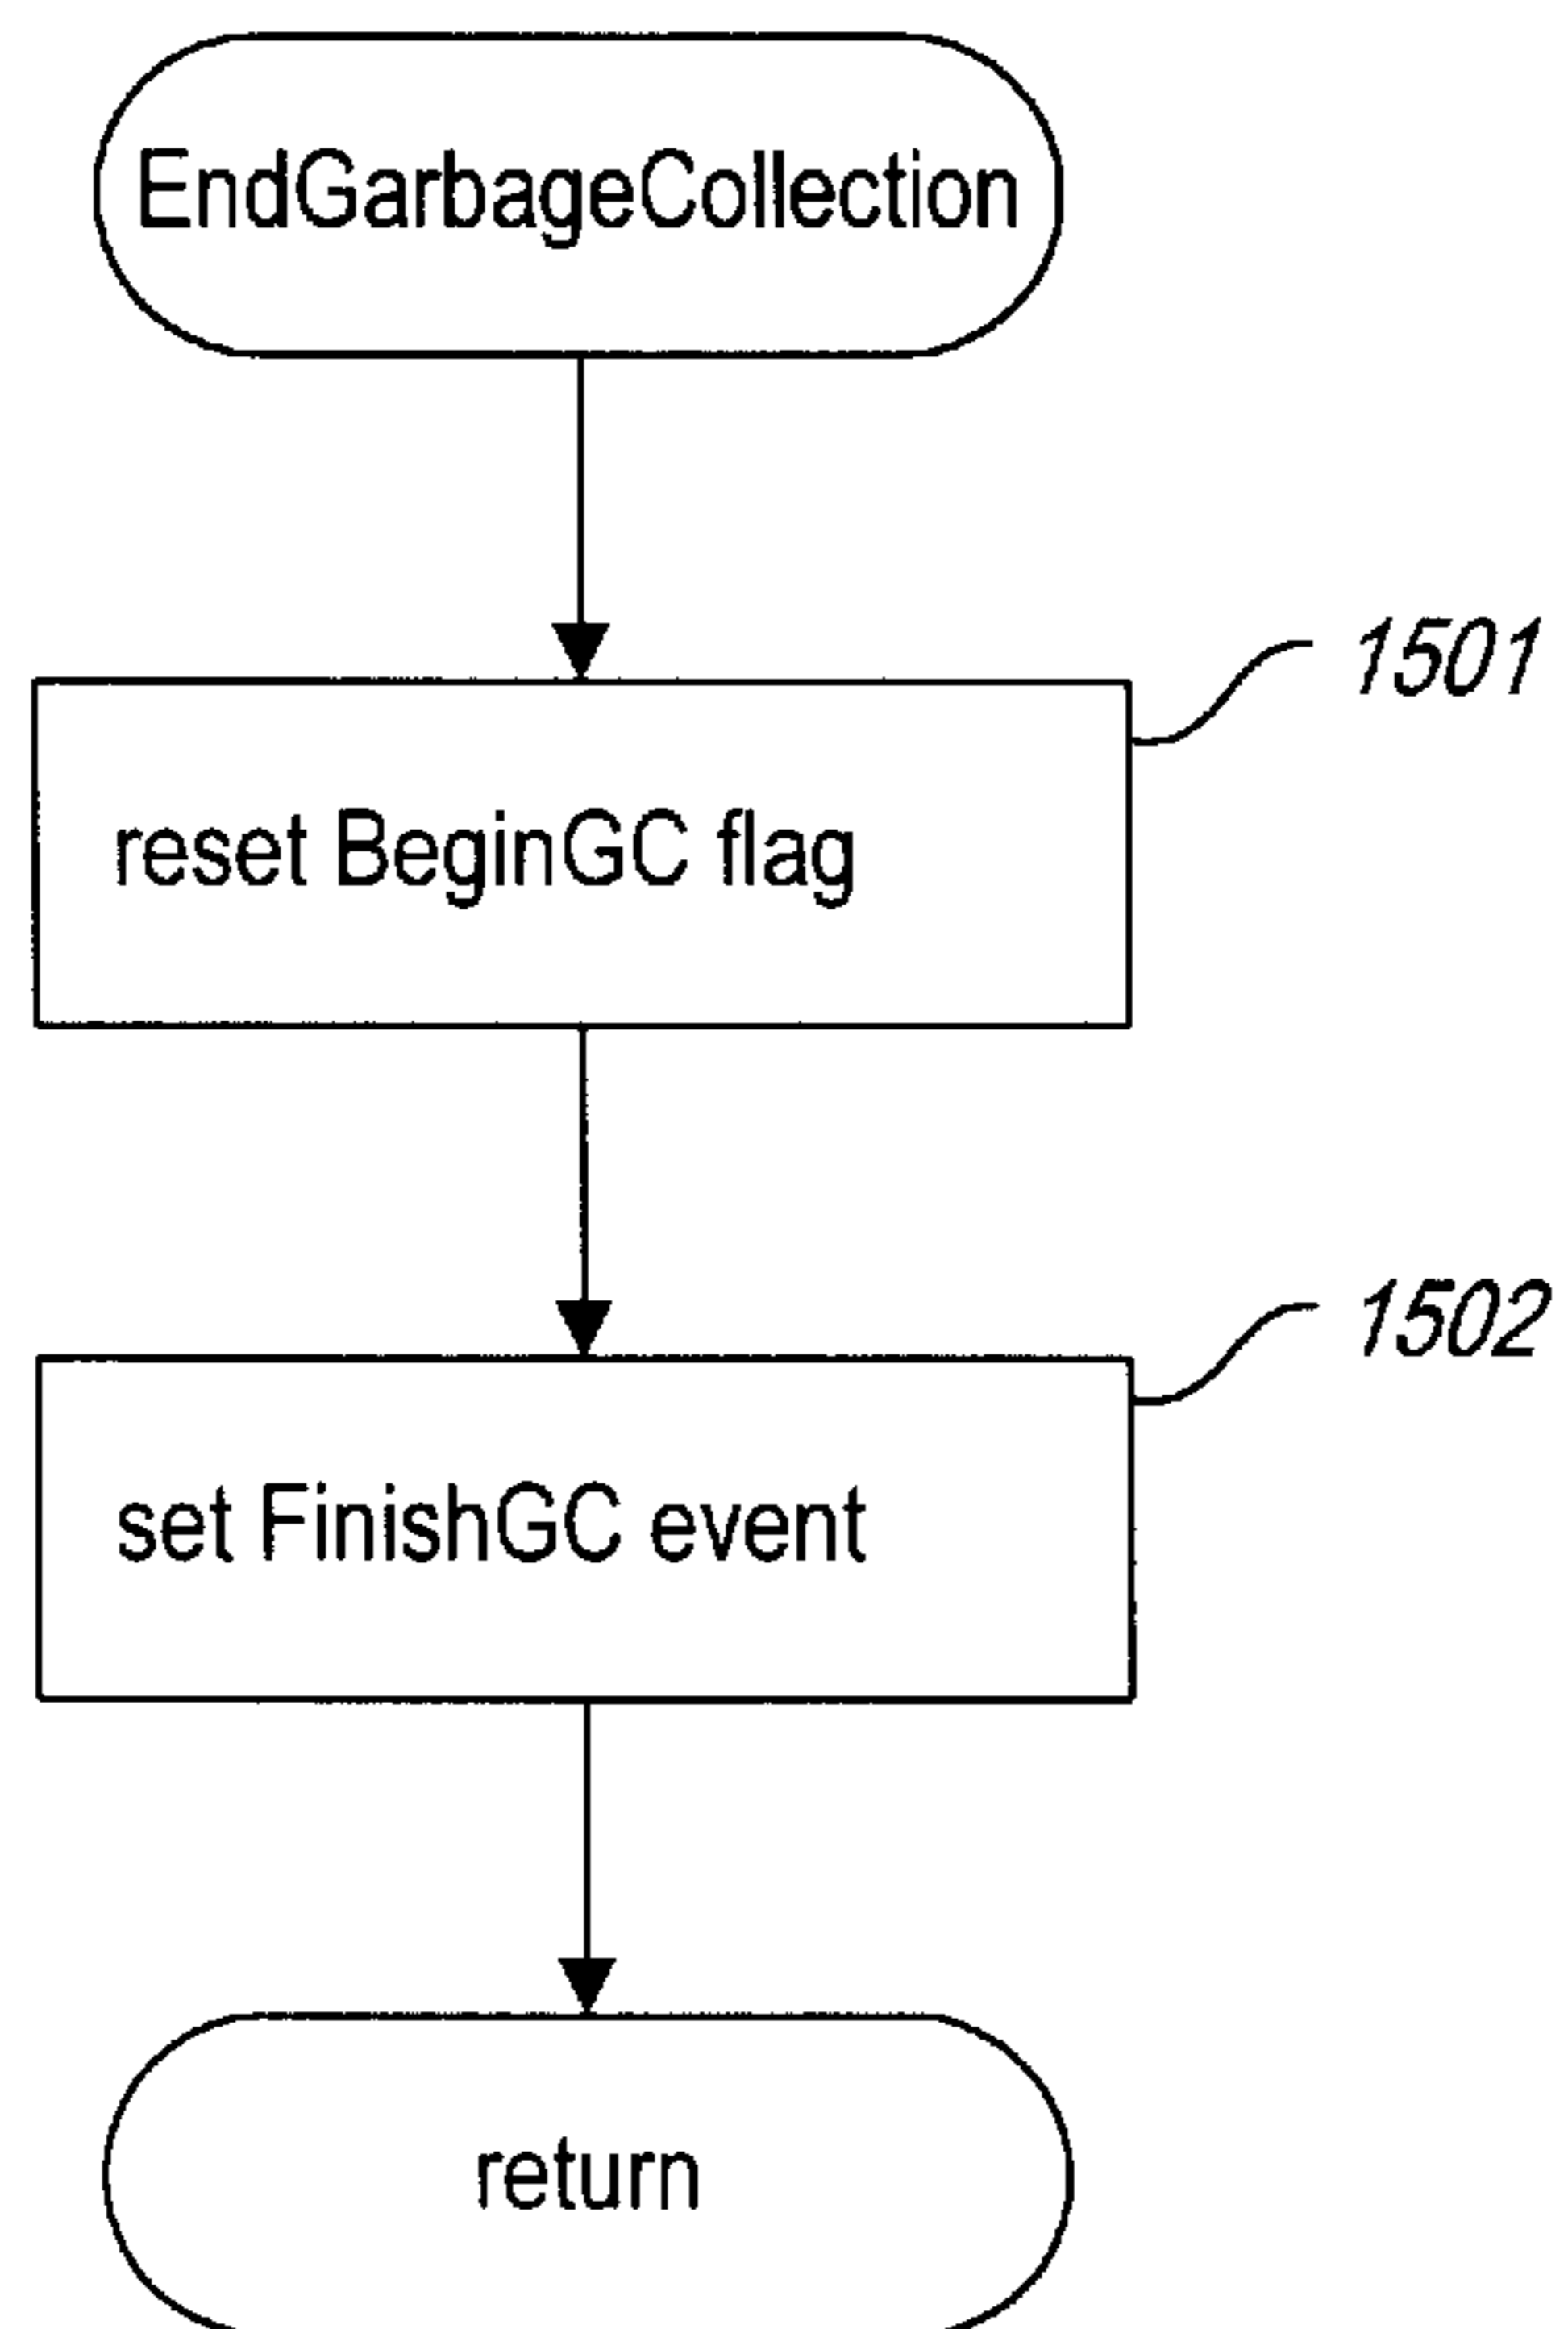 EndGarbageCollection
1501
reset BeginGC flag
1502
set FinishGC event
return